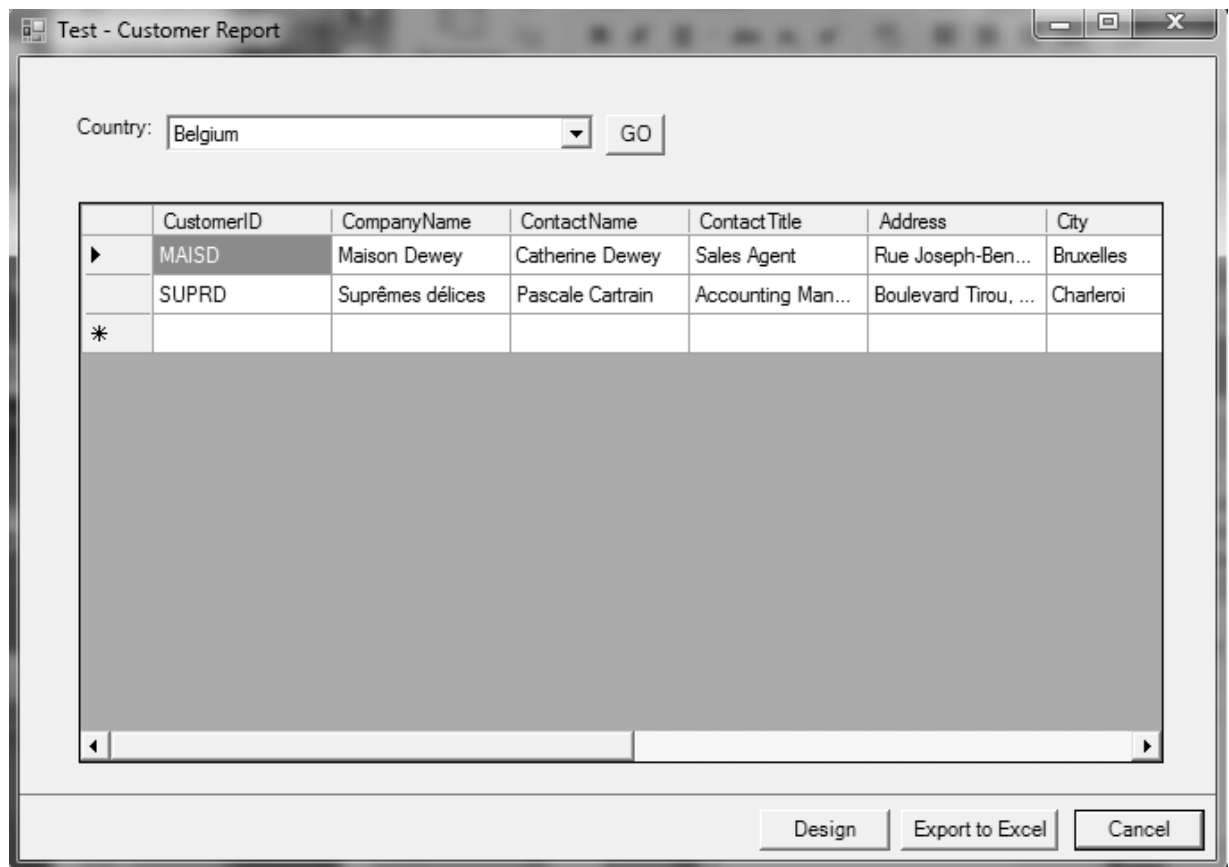 Test - Customer Report
Country: Belgium GO
CustomerID CompanyName ContactName ContactTitle Address City
MAISD Maison Dewey Catherine Dewey Sales Agent Rue Joseph-Ben... Bruxelles
SUPRD Suprêmes délices Pascale Cartrain Accounting Man... Boulevard Tirou, ... Charleroi
Design Export to Excel Cancel